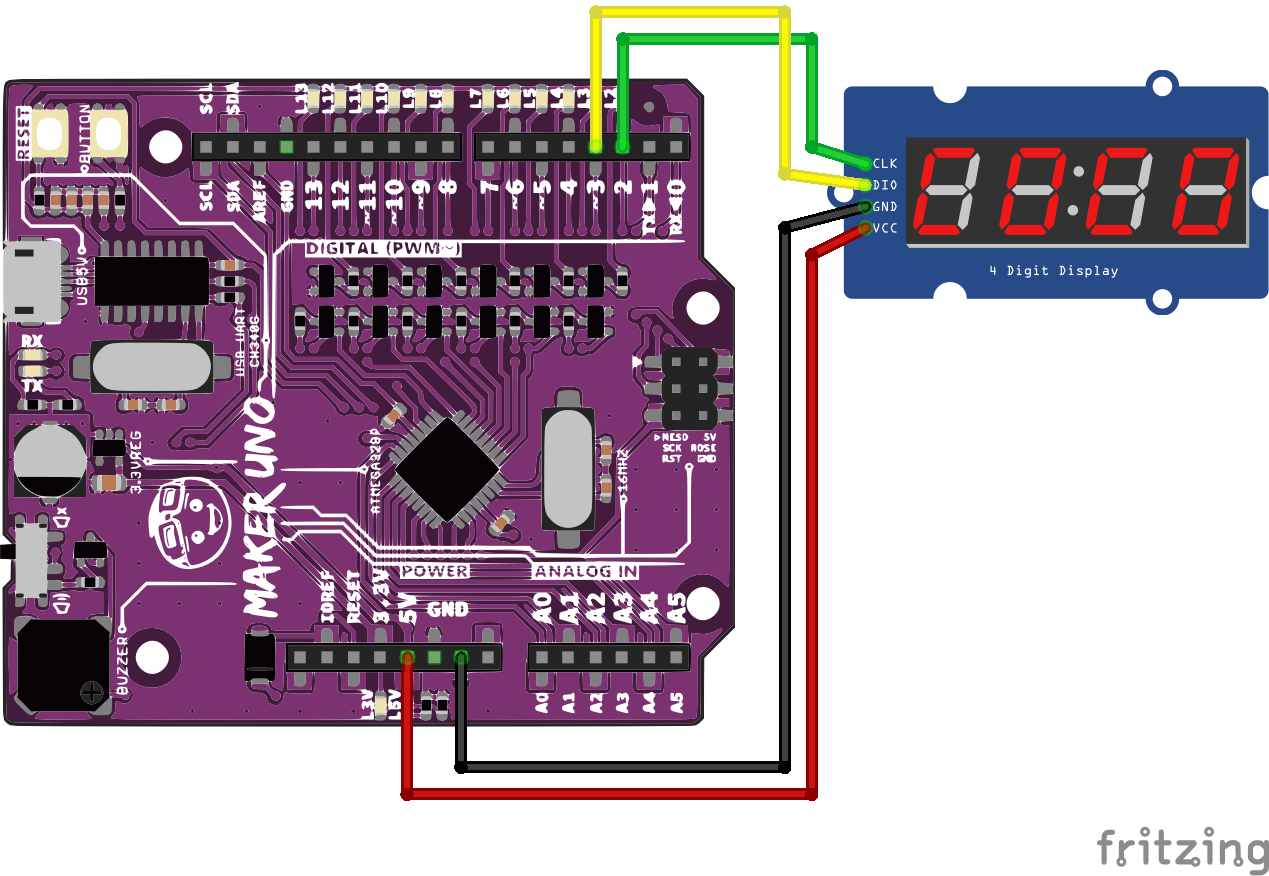 SCL
SDA
L13
L12
L11
L10
L9
L8
L7
L6
L5
L4
L3
L2
RESET
BUTTON
SCL
SDA
AREF
GND
13
12
~11
~10
~9
8
7
~6
~5
4
~3
2
TX▶1
RX◀0
DIGITAL (PWM~)
CLK
DIO
GND
VCC
4 Digit Display
USB5V
USB UART
CH340G
RX
TX
3.3VREG
MAKER UNO
ATMEGA328P
16MHZ
5V
SCK
RST
GND
POWER
ANALOG IN
IOREF
RESET
3.3V
5V
GND
A0
A1
A2
A3
A4
A5
BUZZER
L3V
L5V
A0
A1
A2
A3
A4
A5
fritzing